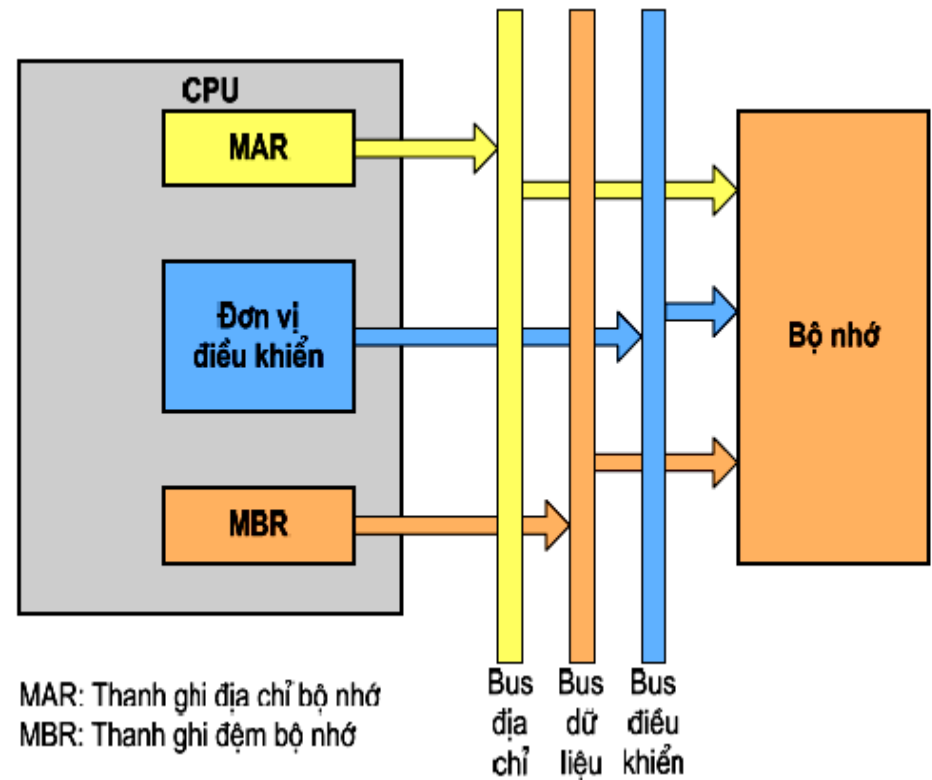 CPU
MAR
Đơn vị
điều khiển
Bộ nhớ
MBR
MAR: Thanh ghi địa chỉ bộ nhớ
MBR: Thanh ghi đệm bộ nhớ
Bus
địa
chỉ
Bus
dữ
liệu
Bus
điều
khiển